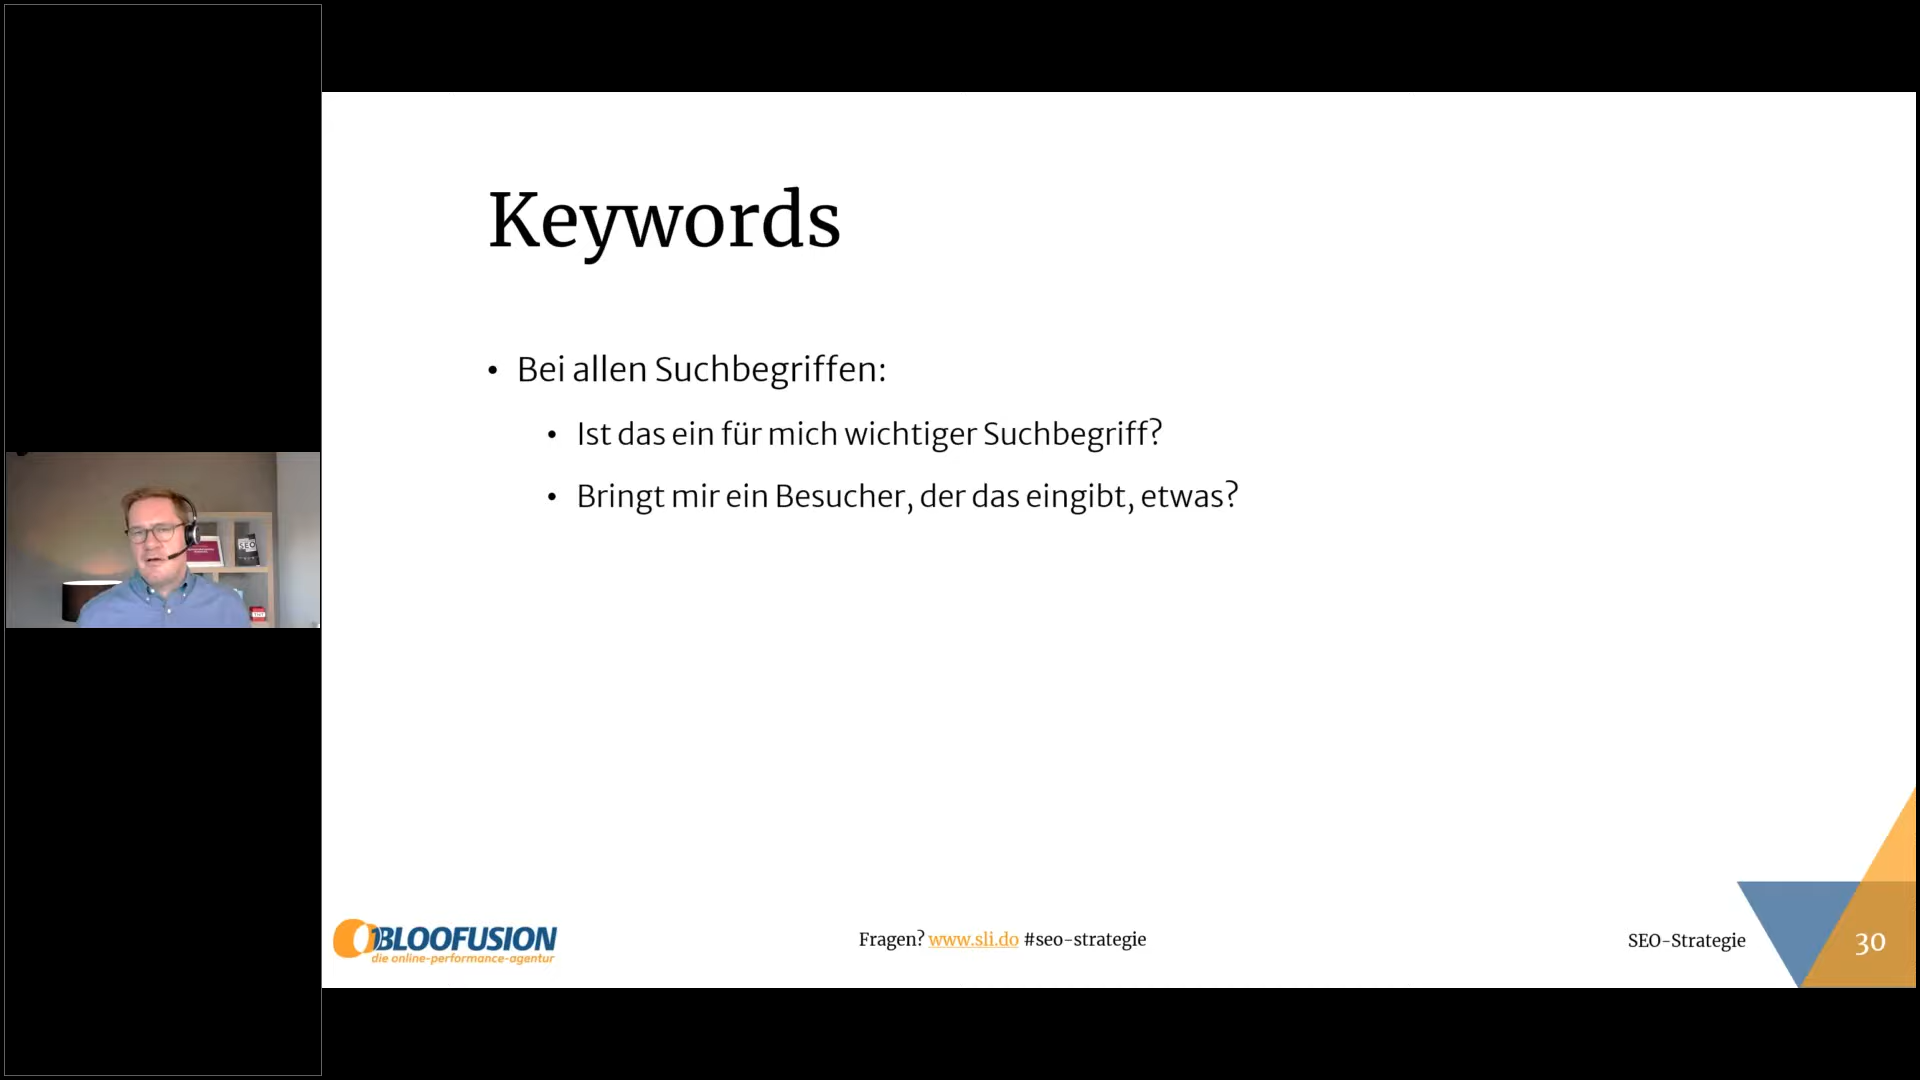 Keywords
• Bei allen Suchbegriffen:
• Ist das ein für mich wichtiger Suchbegriff?
• Bringt mir ein Besucher, der das eingibt, etwas?
SEO
BLOOFUSION
die online-performance-agentur
Fragen? www.sli.do #seo-strategie
SEO-Strategie
30